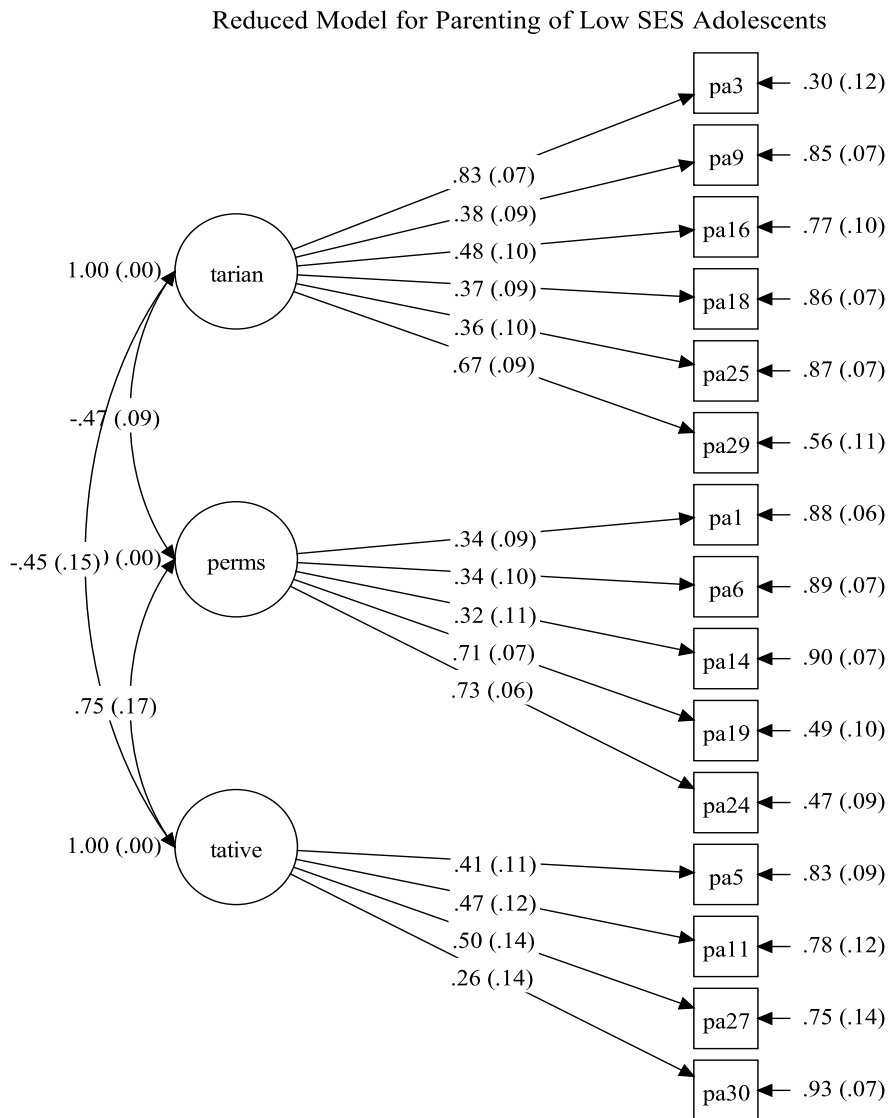 Reduced Model for Parenting of Low SES Adolescents
pa3
.30 (.12)
.83 (.07)
pa9
.85 (.07)
.38 (.09)
pa16
.77 (.10)
.48 (.10)
1.00 (.00)
tarian
.37 (.09)
pa18
.86 (.07)
.36 (.10)
pa25
.87 (.07)
.67 (.09)
-.47 (.09)
pa29
.56 (.11)
pa1
.88 (.06)
.34 (.09)
-.45 (.15)
(.00)
perms
.34 (.10)
pa6
.89 (.07)
.32 (.11)
pa14
.90 (.07)
.71 (.07)
.73 (.06)
.75 (.17)
pa19
.49 (.10)
pa24
.47 (.09)
1.00 (.00)
tative
.41 (.11)
pa5
.83 (.09)
.47 (.12)
pa11
.78 (.12)
.50 (.14)
.26 (.14)
pa27
.75 (.14)
pa30
.93 (.07)